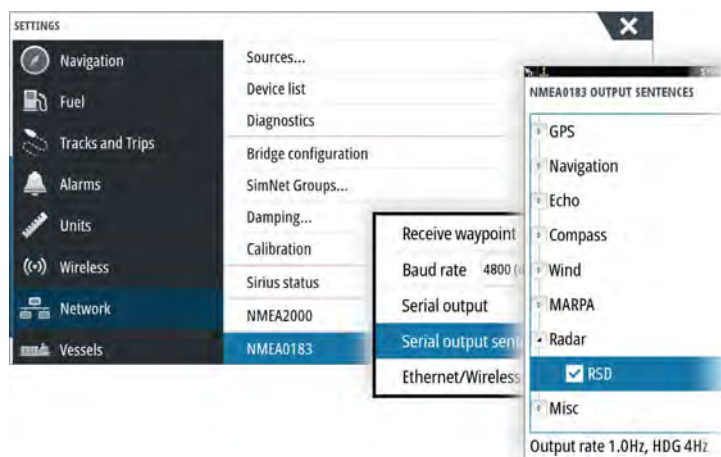 SETTINGS
Navigation
Fuel
Tracks and Trips
Alarms
Units
Wireless
Network
Vessels
Sources...
Device list
Diagnostics
Bridge configuration
SimNet Groups...
Damping...
Calibration
Sirius status
NMEA2000
NMEA0183
Receive waypoint
Baud rate 4800
Serial output
Serial output sent
Ethernet/Wireless
NMEA0183 OUTPUT SENTENCES
GPS
Navigation
Echo
Compass
Wind
MARPA
Radar
RSD
Misc
Output rate 1.0Hz, HDG 4Hz